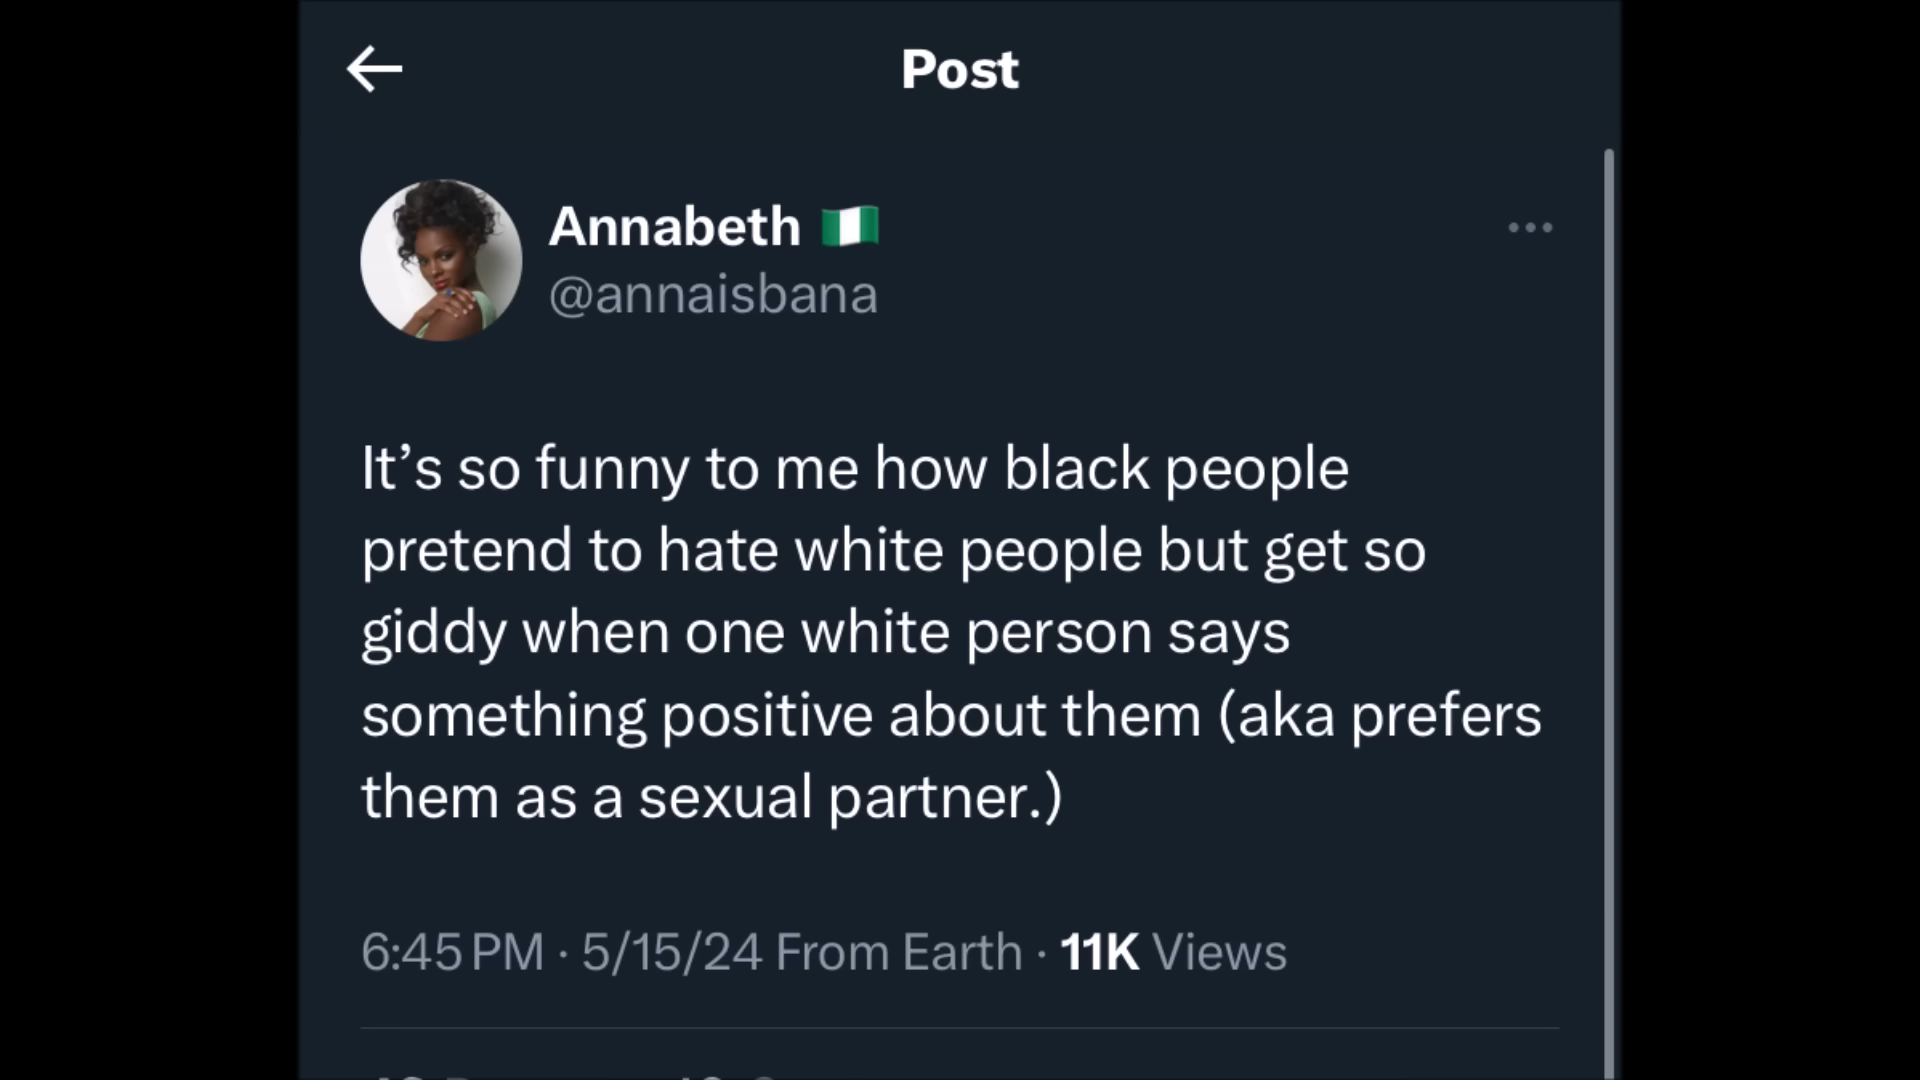 Post
Annabeth 🇳🇬
@annaisbana
It’s so funny to me how black people
pretend to hate white people but get so
giddy when one white person says
something positive about them (aka prefers
them as a sexual partner.)
6:45 PM · 5/15/24 From Earth · 11K Views